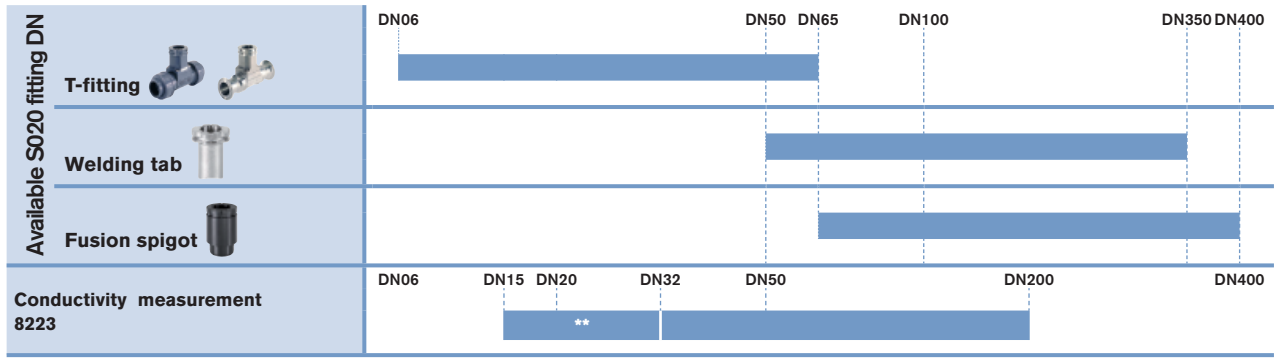 Available S020 fitting DN
DN06 DN50 DN65 DN100 DN350 DN400
T-fitting
Welding tab
Fusion spigot
DN06 DN15 DN20 DN32 DN50 DN200 DN400
Conductivity measurement
8223
**